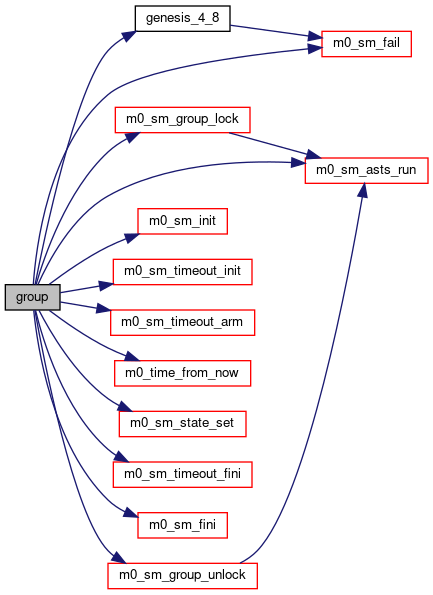 genesis_4_8
m0_sm_fail
m0_sm_group_lock
m0_sm_asts_run
m0_sm_init
m0_sm_timeout_init
group
m0_sm_timeout_arm
m0_time_from_now
m0_sm_state_set
m0_sm_timeout_fini
m0_sm_fini
m0_sm_group_unlock